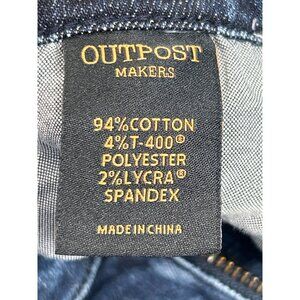 OUTPOST
MAKERS
94%COTTON
4%T-400®
POLYESTER
2%LYCRA®
SPANDEX
MADE IN CHINA